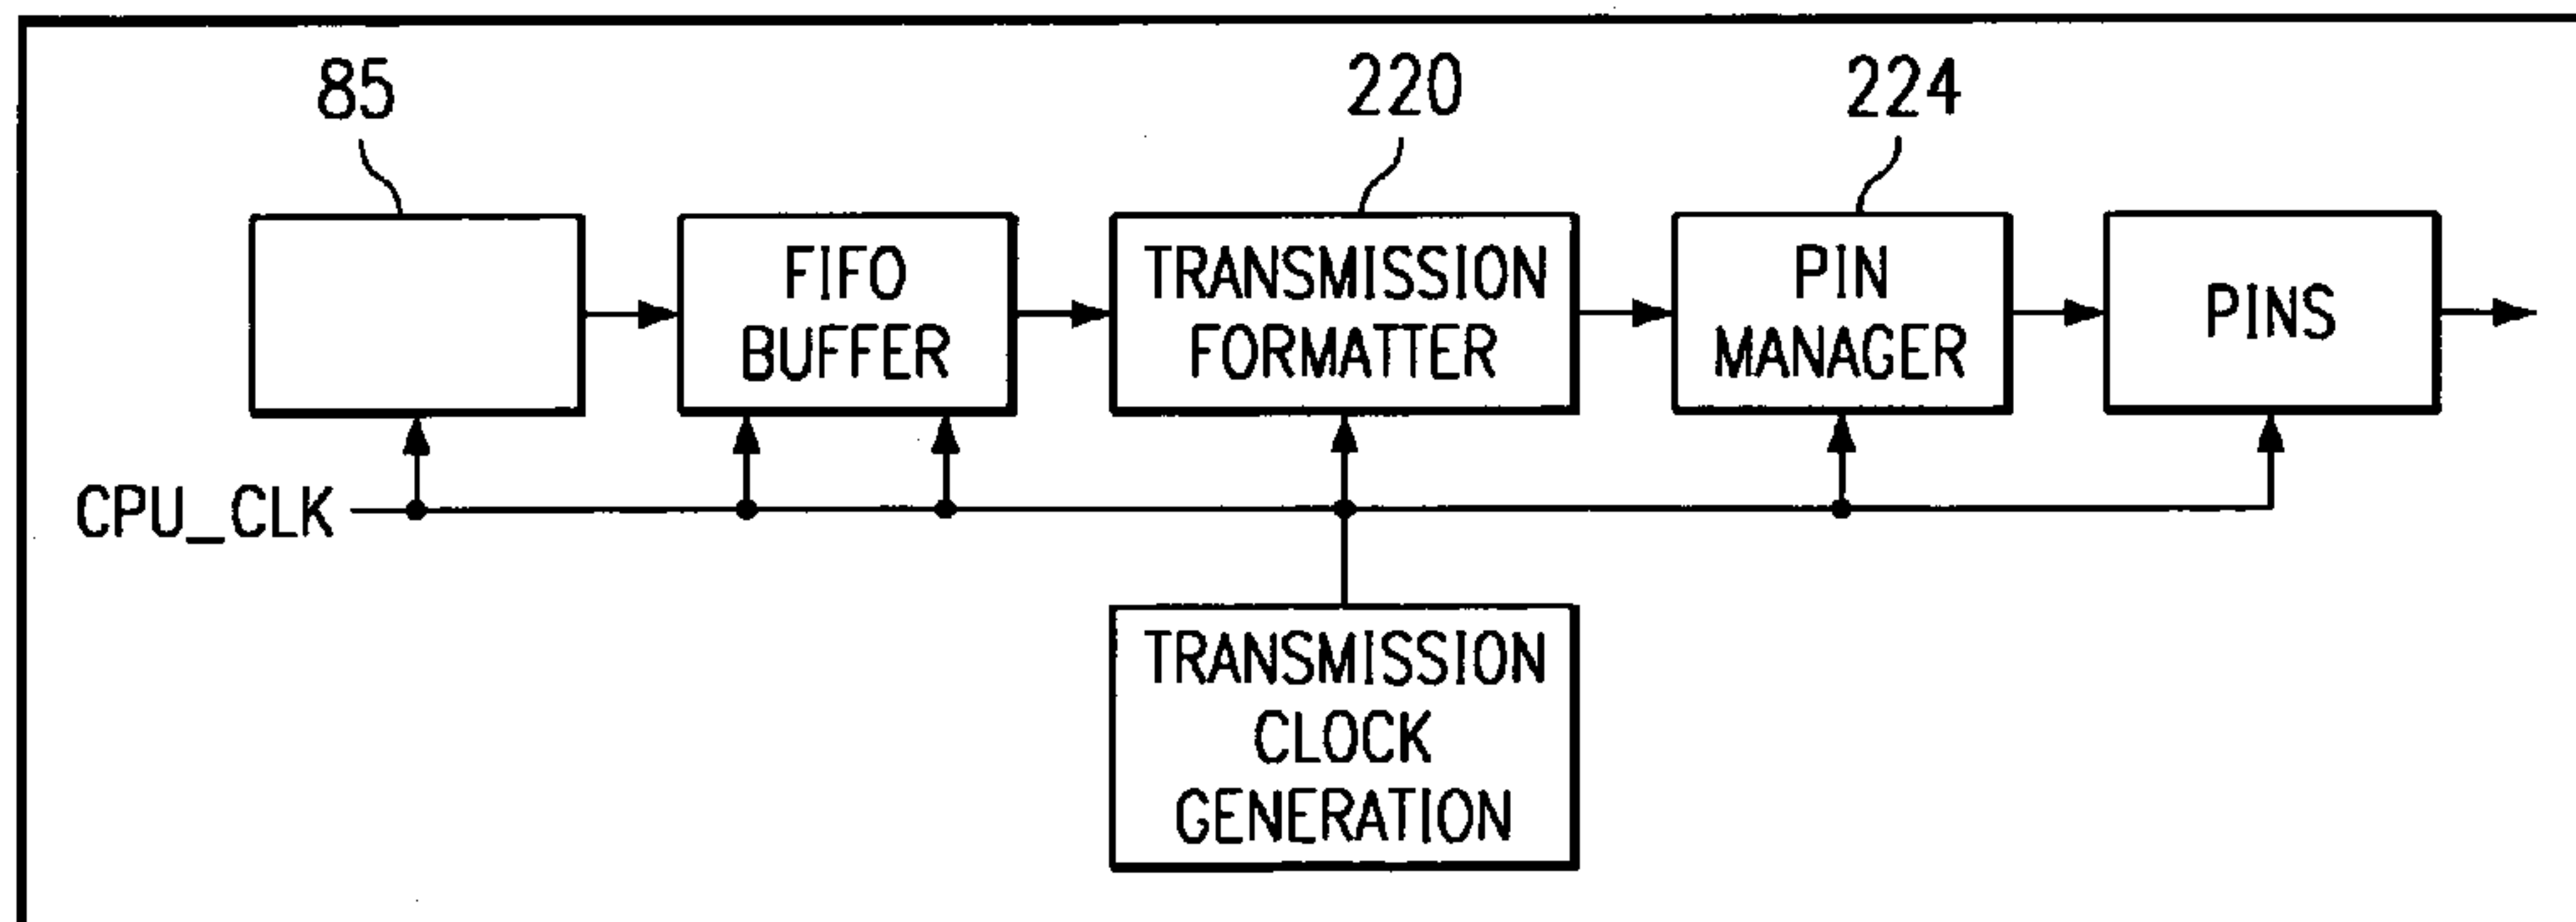 85
220
224
FIFO
BUFFER
TRANSMISSION
FORMATTER
PIN
MANAGER
PINS
CPU_CLK
TRANSMISSION
CLOCK
GENERATION